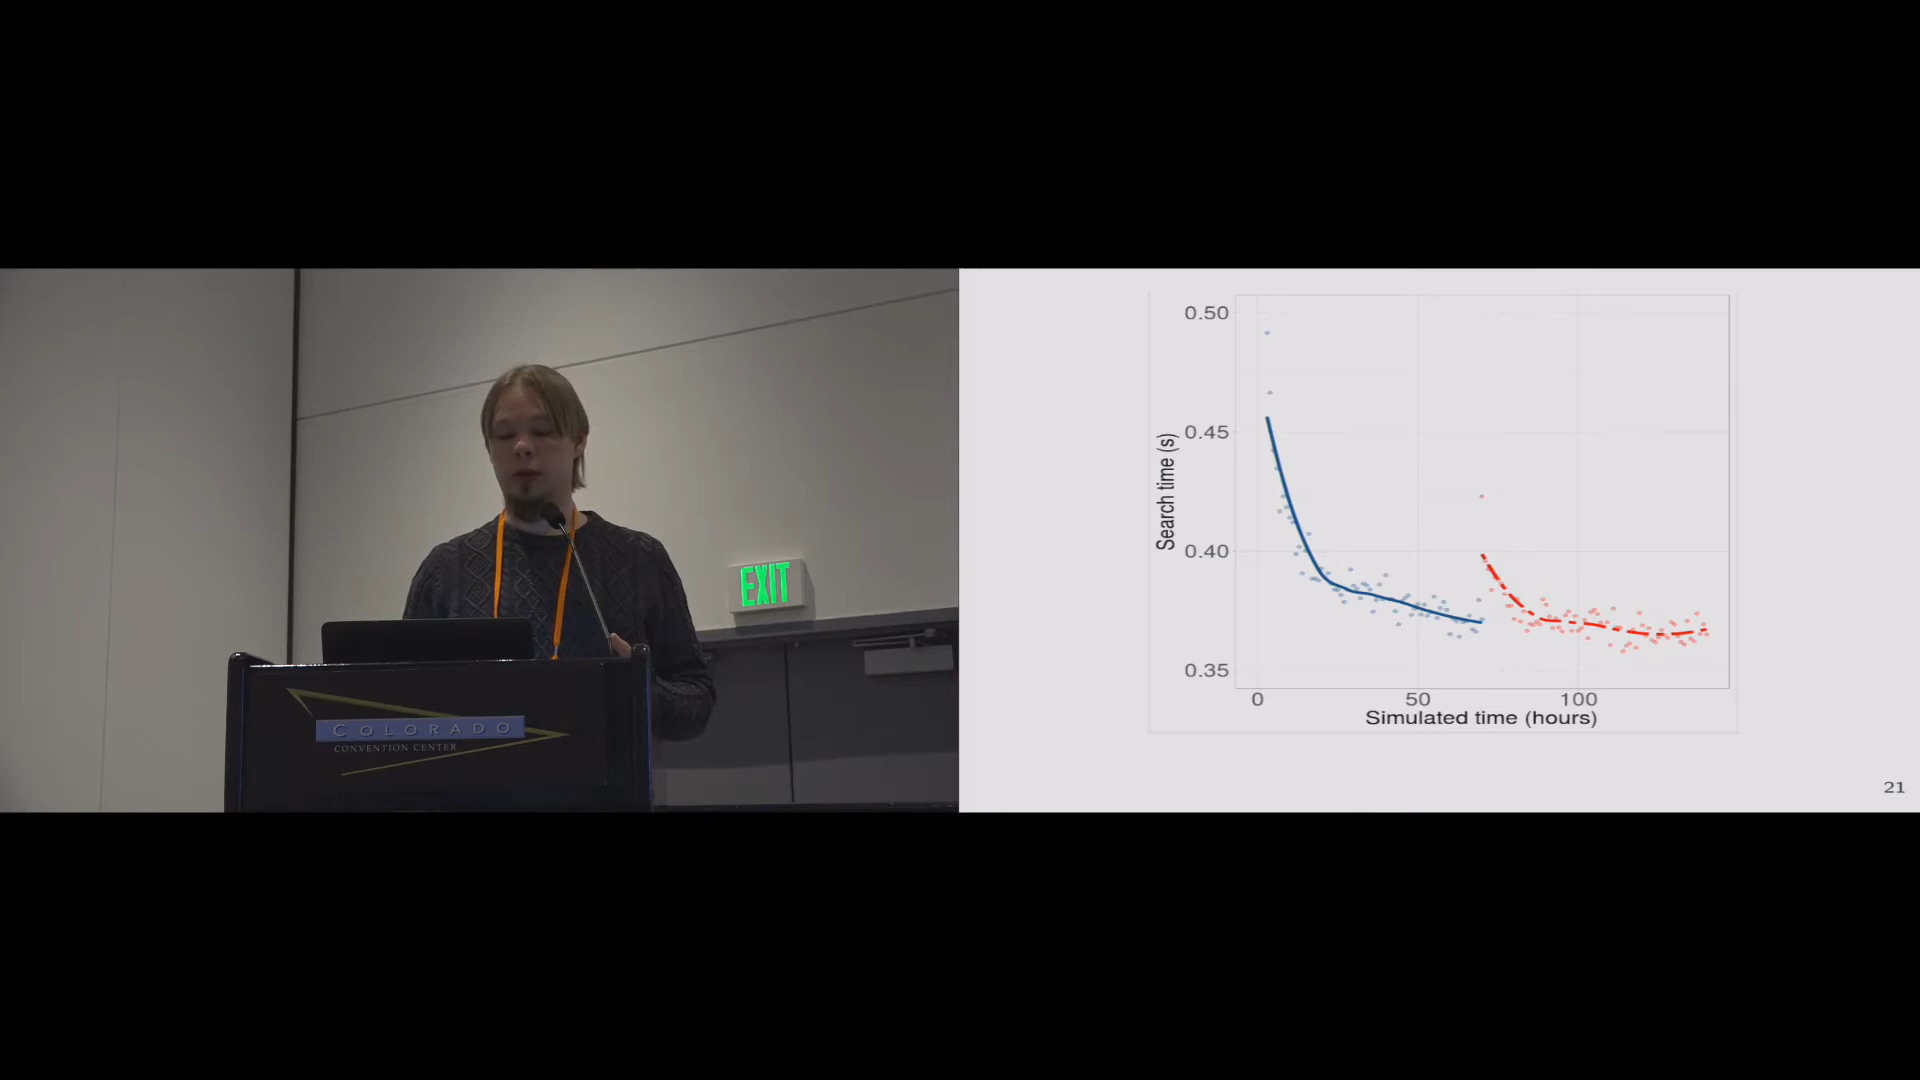 EXIT
COLORADO
CONVENTION CENTER
0.50
0.45
0.40
0.35
Search time (s)
0
50
100
Simulated time (hours)
21